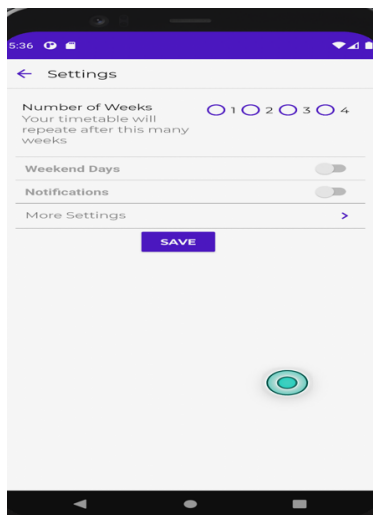 5:36
Settings
Number of Weeks
Your timetable will
repeate after this many
weeks
1 2 3 4
Weekend Days
Notifications
More Settings
SAVE